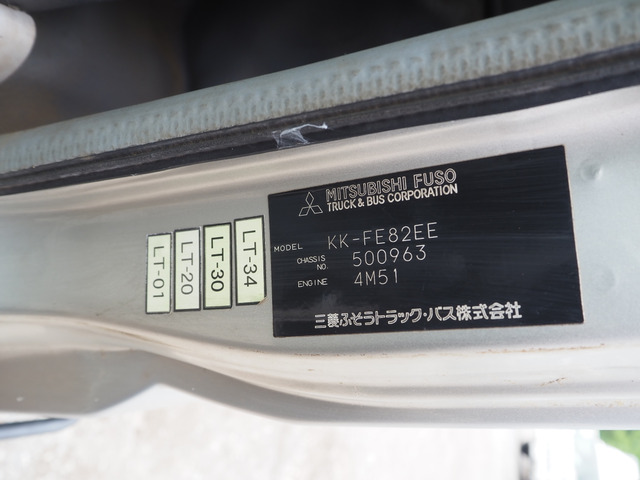 MITSUBISHI FUSO
TRUCK & BUS CORPORATION
MODEL KK-FE82EE
CHASSIS NO. 500963
ENGINE 4M51
三菱ふそうトラック・バス株式会社
LT-01
LT-20
LT-30
LT-34